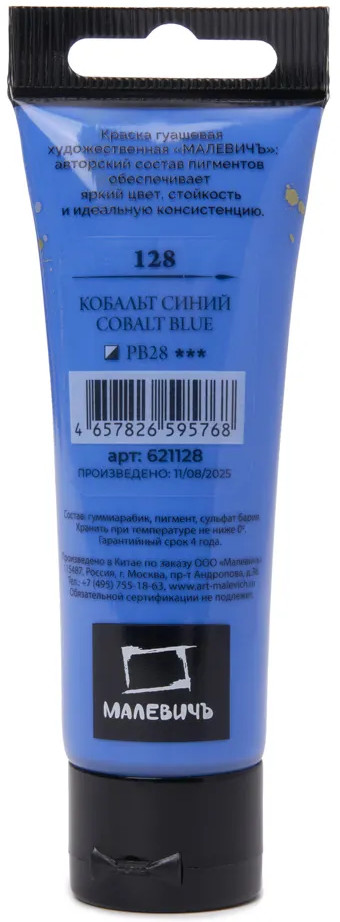 Краска гуашевая
художественная «МАЛЕВИЧЪ»:
авторский состав пигментов
обеспечивает
яркий цвет, стойкость
и идеальную консистенцию.
128
КОБАЛЬТ СИНИЙ
COBALT BLUE
PB28 ***
4 657826 595768
арт: 621128
ПРОИЗВЕДЕНО: 11/08/2025
Состав: гуммиарабик, пигмент, сульфат бария.
Хранить при температуре не ниже 0°.
Гарантийный срок 4 года.
Произведено в Китае по заказу ООО «Малевичъ»
115487, Россия, г. Москва, пр-т Андропова, д.
Тел.: +7 (495) 755-18-63, www.art-malevich.ru
Обязательной сертификации не подлежит.
МАЛЕВИЧЪ